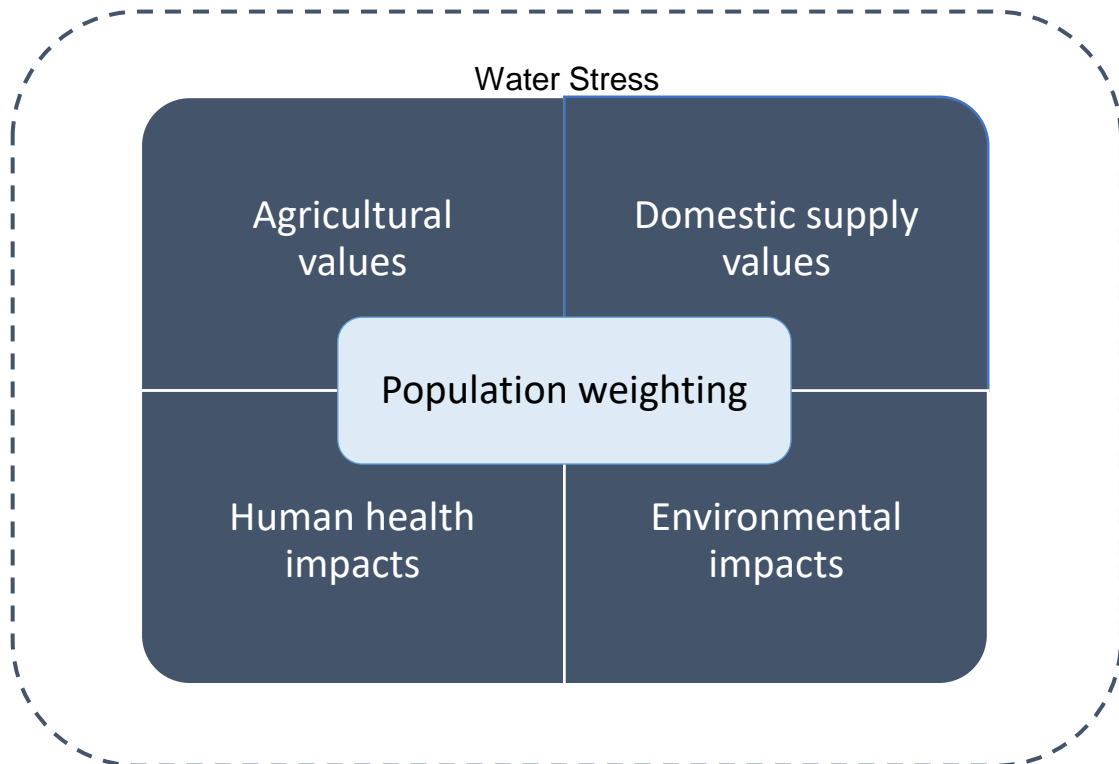 Water Stress
Agricultural
values
Domestic supply
values
Population weighting
Human health
impacts
Environmental
impacts